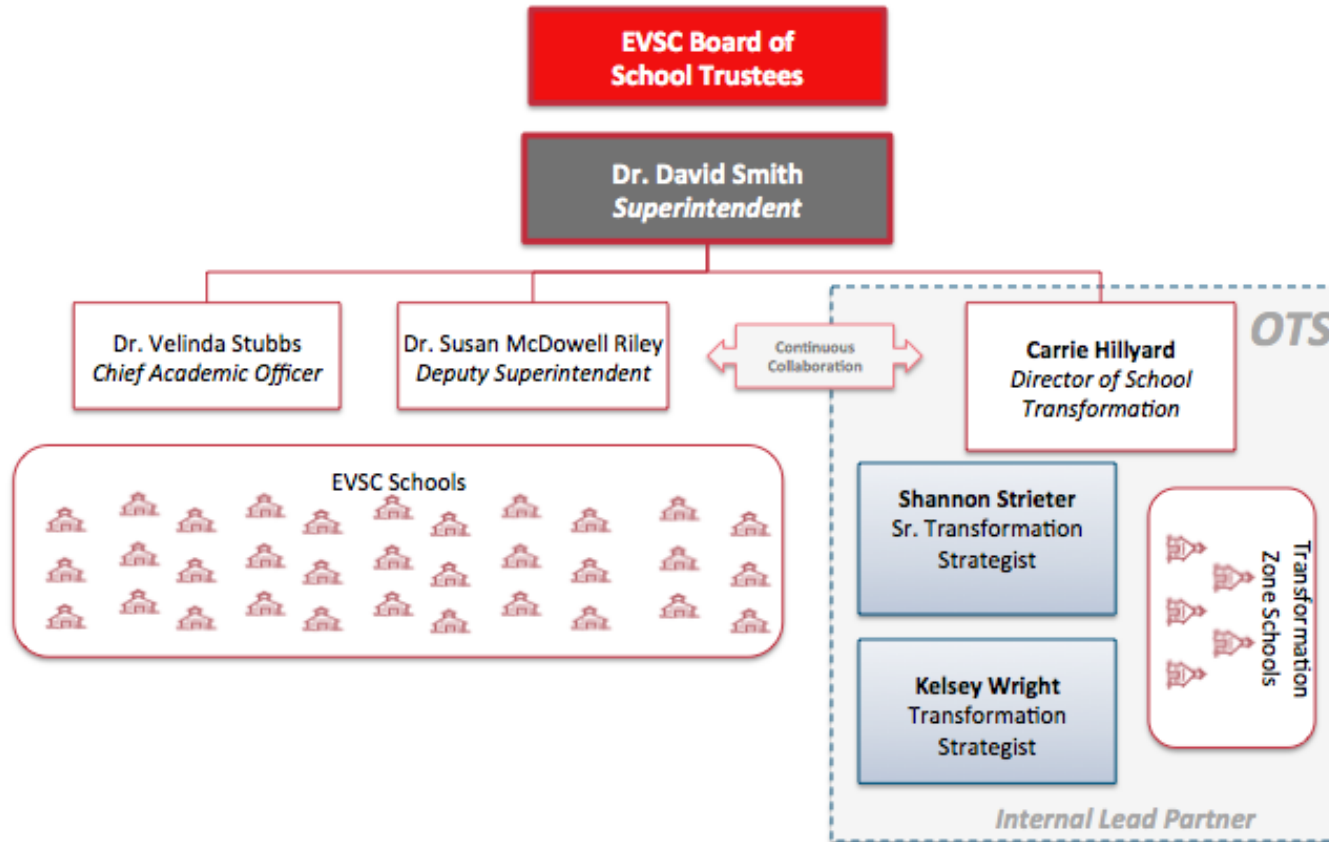 EVSC Board of
School Trustees
Dr. David Smith
Superintendent
Dr. Velinda Stubbs
Chief Academic Officer
Dr. Susan McDowell Riley
Deputy Superintendent
Continuous
Collaboration
OTS
Carrie Hillyard
Director of School
Transformation
EVSC Schools
Shannon Strieter
Sr. Transformation
Strategist
Transformation
Zone Schools
Kelsey Wright
Transformation
Strategist
Internal Lead Partner